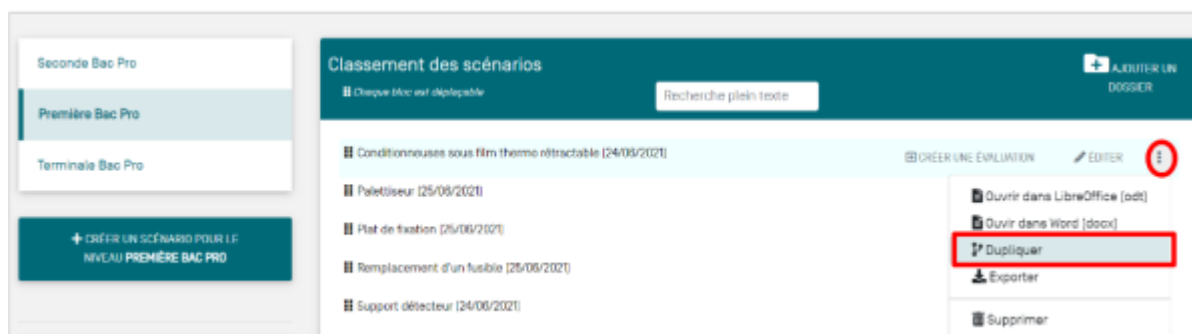 Seconde Bac Pro
Première Bac Pro
Terminale Bac Pro
+ CRÉER UN SCÉNARIO POUR LE
NIVEAU PREMIÈRE BAC PRO
Classement des scénarios
Chaque bloc est déplaçable
Recherche plein texte
AJOUTER UN
DOSSIER
Conditionneuses sous film thermo rétractable (24/06/2021)
CRÉER UNE ÉVALUATION
ÉDITER
Palettiseur (25/06/2021)
Plat de fixation (25/06/2021)
Remplacement d'un fusible (25/06/2021)
Support détecteur (24/06/2021)
Ouvrir dans LibreOffice (odt)
Ouvir dans Word (docx)
Dupliquer
Exporter
Supprimer